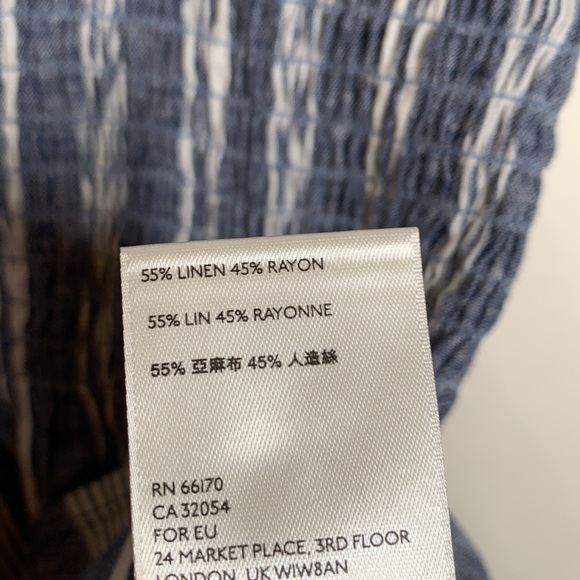 55% LINEN 45% RAYON
55% LIN 45% RAYONNE
55% 亞麻布 45% 人造絲
RN 66170
CA 32054
FOR EU
24 MARKET PLACE, 3RD FLOOR
LONDON, UK W1W8AN